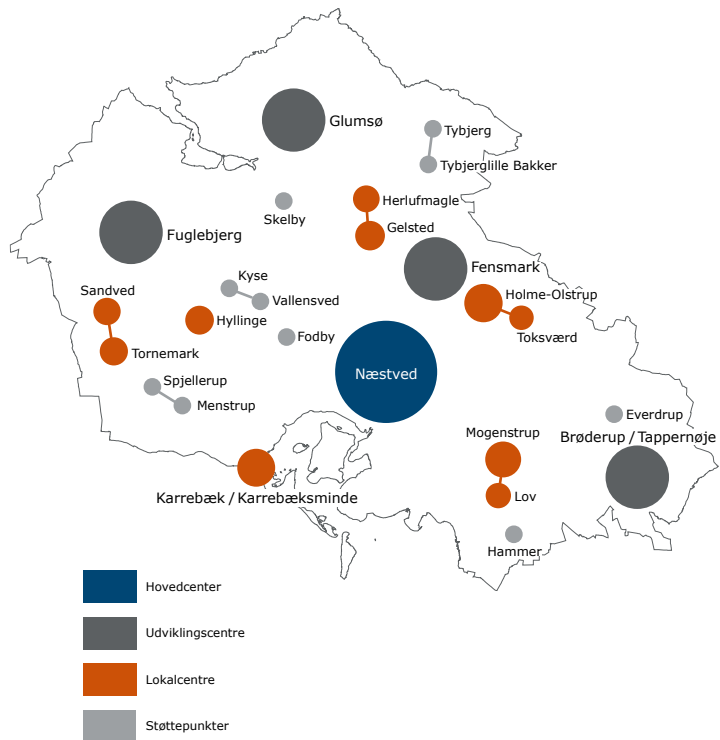 Glumsø
Tybjerg
Tybjerglille Bakker
Skelby
Herlufmagle
Gelsted
Fuglebjerg
Fensmark
Kyse
Vallensved
Holme-Olstrup
Toksværd
Sandved
Hyllinge
Tornemark
Fodby
Næstved
Spjellerup
Menstrup
Everdrup
Mogenstrup
Brøderup / Tappernøje
Karrebæk / Karrebæksminde
Lov
Hammer
Hovedcenter
Udviklingscentre
Lokalcentre
Støttepunkter